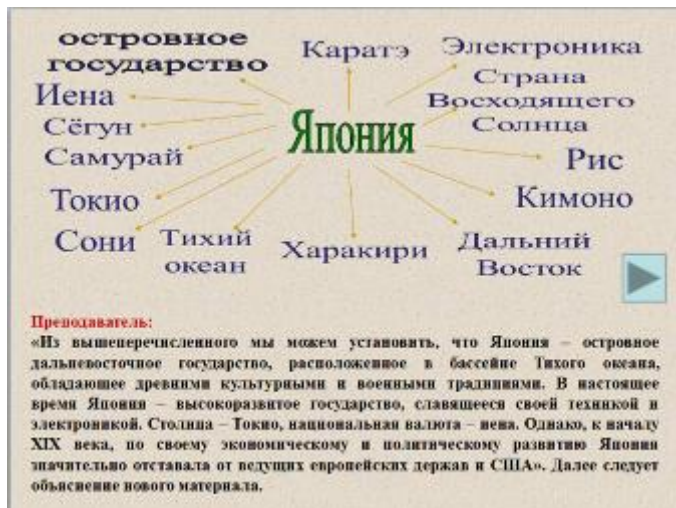 островное
государство
Каратэ
Электроника
Страна
Восходящего
Солнца
Иена
Сёгун
Самурай
Япония
Рис
Токио
Кимоно
Сони
Тихий
океан
Харакири
Дальний
Восток
Преподаватель:
«Из вышеперечисленного мы можем установить, что Япония – островное
дальневосточное государство, расположенное в бассейне Тихого океана,
обладающее древними культурными и военными традициями. В настоящее
время Япония – высокоразвитое государство, славящееся своей техникой и
электроникой. Столица – Токио, национальная валюта – иена. Однако, к началу
XIX века, по своему экономическому и политическому развитию Япония
значительно отставала от ведущих европейских держав и США». Далее следует
объяснение нового материала.